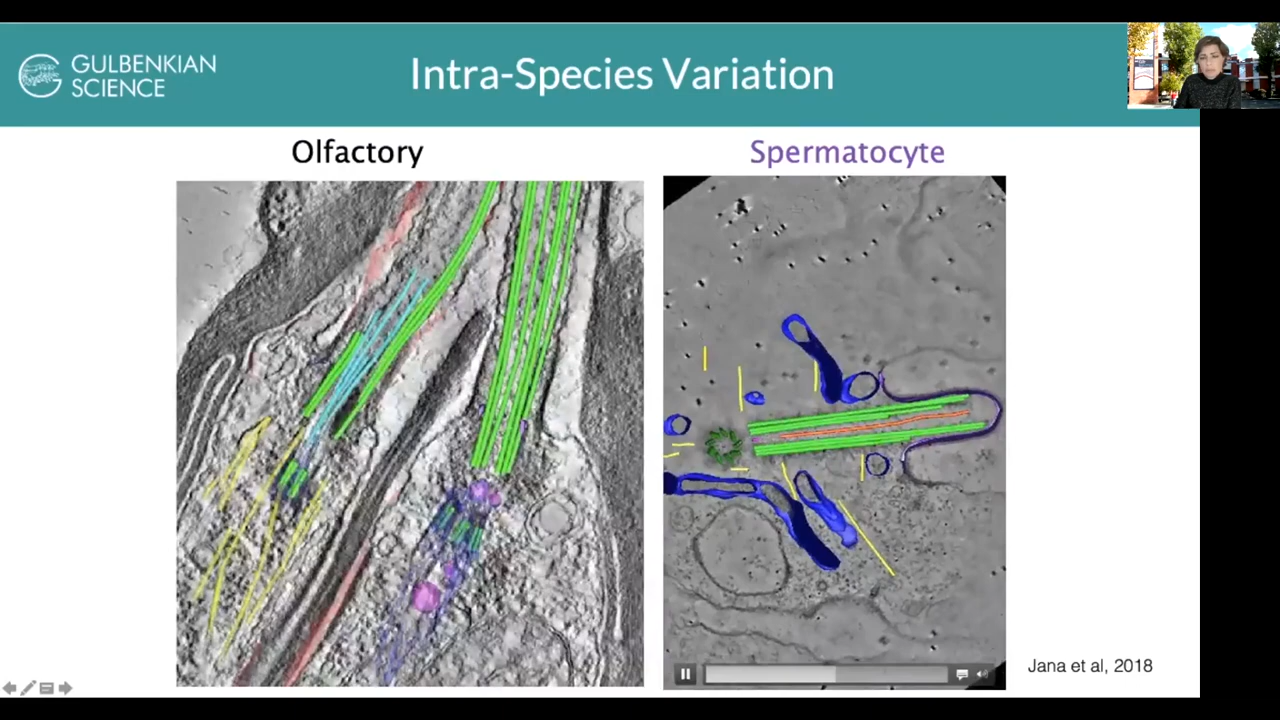 GULBENKIAN
SCIENCE
Intra-Species Variation
Olfactory
Spermatocyte
Jana et al, 2018